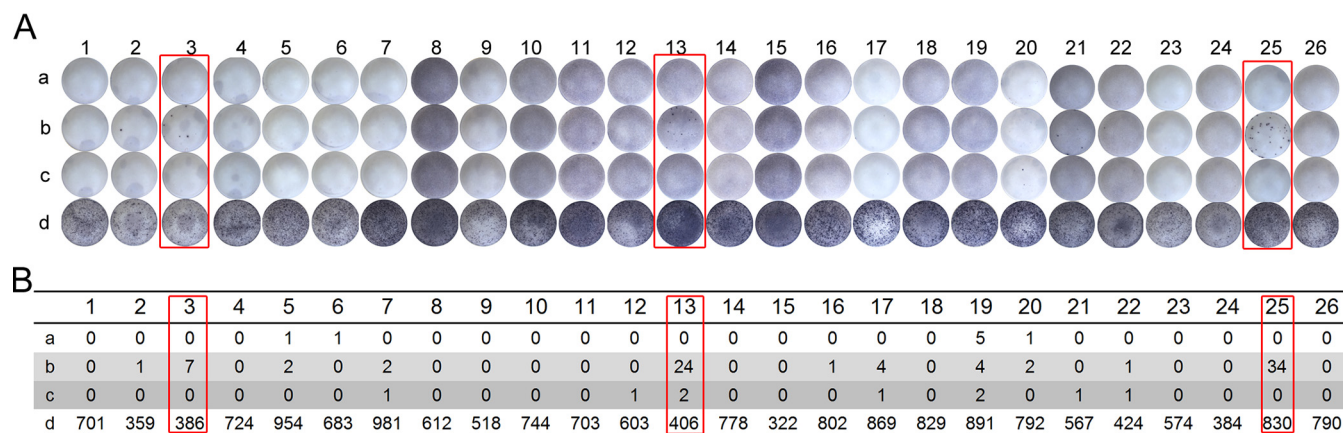 A
1 2 3 4 5 6 7 8 9 10 11 12 13 14 15 16 17 18 19 20 21 22 23 24 25 26
a
b
c
d
B
1 2 3 4 5 6 7 8 9 10 11 12 13 14 15 16 17 18 19 20 21 22 23 24 25 26
a 0 0 0 0 1 1 0 0 0 0 0 0 0 0 0 0 0 0 5 1 0 0 0 0 0 0
b 0 1 7 0 2 0 2 0 0 0 0 0 24 0 0 1 4 0 4 2 0 1 0 0 34 0
c 0 0 0 0 0 0 1 0 0 0 0 1 2 0 0 0 1 0 2 0 1 1 0 0 0 0
d 701 359 386 724 954 683 981 612 518 744 703 603 406 778 322 802 869 829 891 792 567 424 574 384 830 790